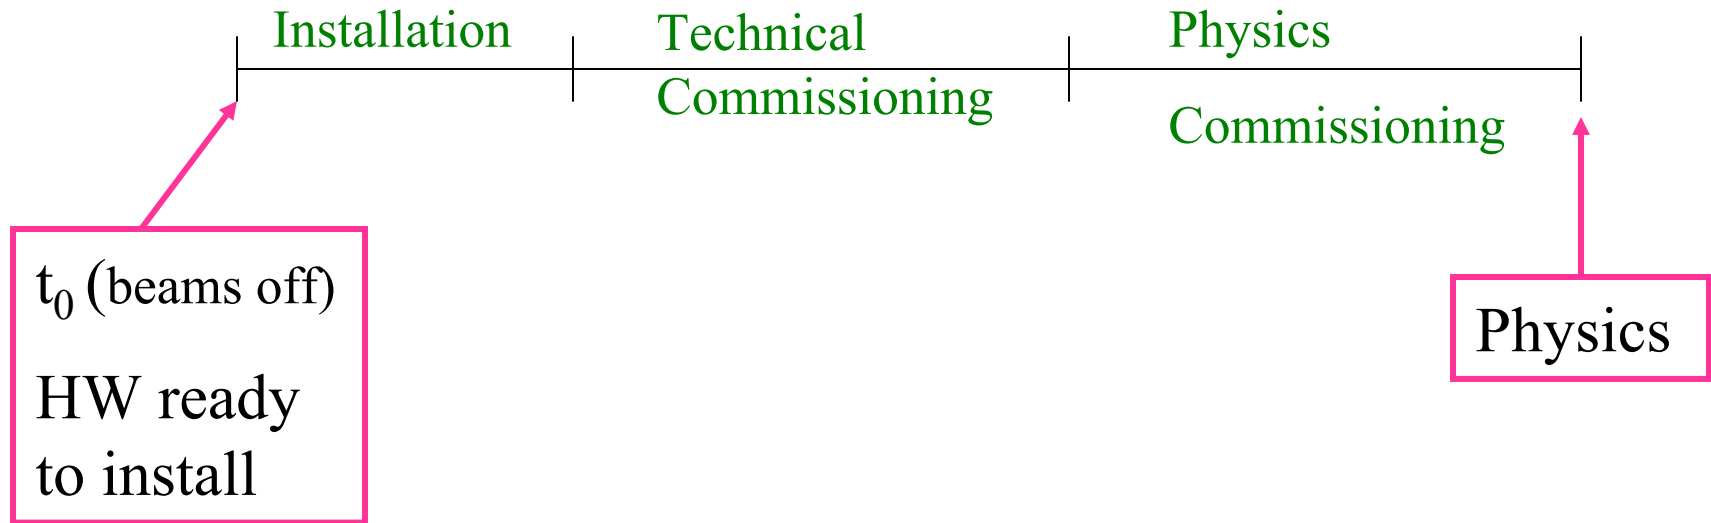 Installation
Technical
Commissioning
Physics
Commissioning
t₀ (beams off)
HW ready
to install
Physics